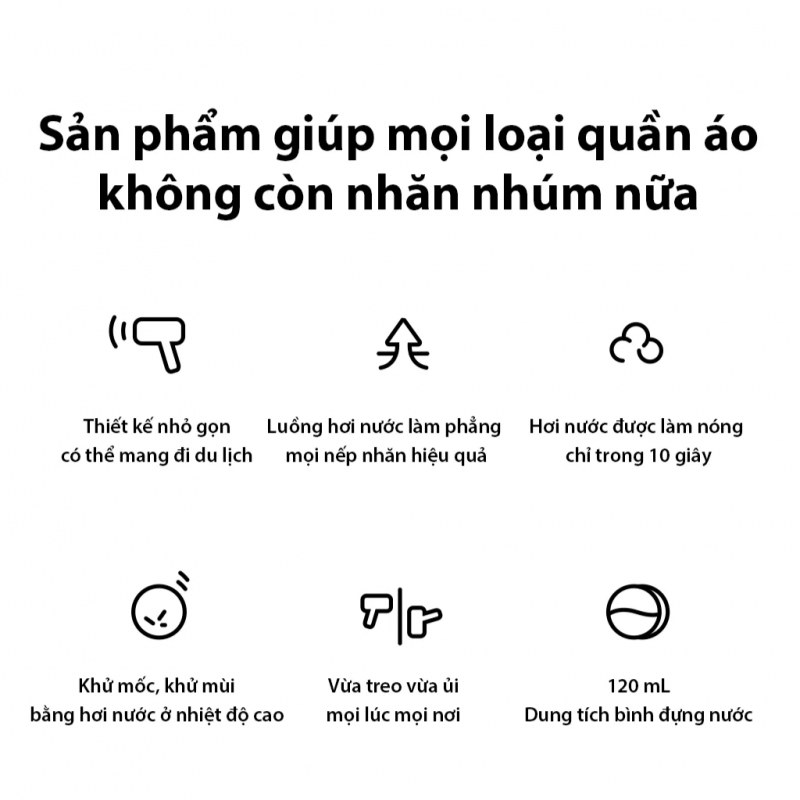 Sản phẩm giúp mọi loại quần áo
không còn nhăn nhúm nữa
Thiết kế nhỏ gọn
có thể mang đi du lịch
Luồng hơi nước làm phẳng
mọi nếp nhăn hiệu quả
Hơi nước được làm nóng
chỉ trong 10 giây
Khử mốc, khử mùi
bằng hơi nước ở nhiệt độ cao
Vừa treo vừa ủi
mọi lúc mọi nơi
120 mL
Dung tích bình đựng nước